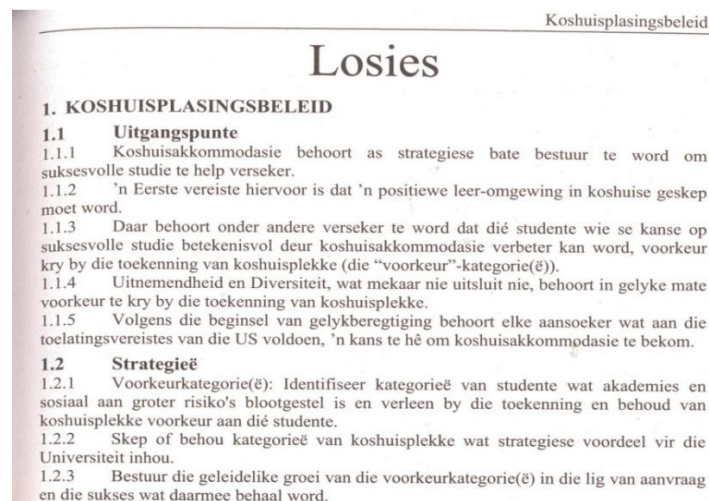 Koshuisplasingsbeleid
Losies
1. KOSHUISPLASINGSBELEID
1.1 Uitgangspunte
1.1.1 Koshuisakkommodasie behoort as strategiese bate bestuur te word om
suksesvolle studie te help verseker.
1.1.2 'n Eerste vereiste hiervoor is dat 'n positiewe leer-omgewing in koshuise geskep
moet word.
1.1.3 Daar behoort onder andere verseker te word dat dié studente wie se kanse op
suksesvolle studie betekenisvol deur koshuisakkommodasie verbeter kan word, voorkeur
kry by die toekenning van koshuisplekke (die “voorkeur”-kategorie(ë)).
1.1.4 Uitnemendheid en Diversiteit, wat mekaar nie uitsluit nie, behoort in gelyke mate
voorkeur te kry by die toekenning van koshuisplekke.
1.1.5 Volgens die beginsel van gelykberegtiging behoort elke aansoeker wat aan die
toelatingsvereistes van die US voldoen, 'n kans te hê om koshuisakkommodasie te bekom.
1.2 Strategieë
1.2.1 Voorkeurkategorie(ë): Identifiseer kategorieë van studente wat akademies en
sosiaal aan groter risiko's blootgestel is en verleen by die toekenning en behoud van
koshuisplekke voorkeur aan dié studente.
1.2.2 Skep of behou kategorieë van koshuisplekke wat strategiese voordeel vir die
Universiteit inhou.
1.2.3 Bestuur die geleidelike groei van die voorkeurkategorie(ë) in die lig van aanvraag
en die sukses wat daarmee behaal word.